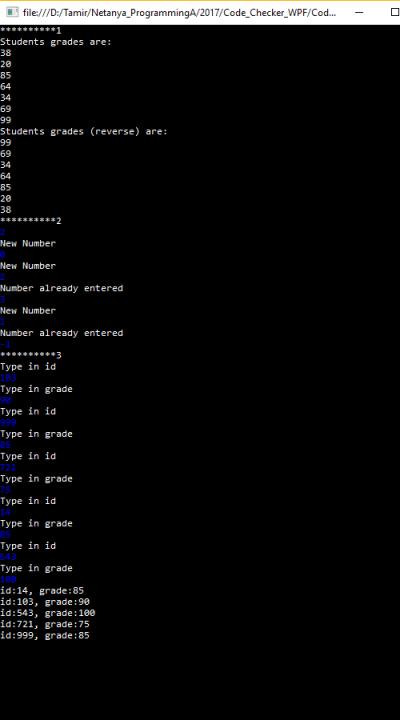 file:///D:/Tamir/Netanya_ProgrammingA/2017/Code_Checker_WPF/Cod...
**********1
Students grades are:
38
20
85
64
34
69
99
Students grades (reverse) are:
99
69
34
64
85
20
38
**********2
2
New Number
0
New Number
2
Number already entered
New Number
2
Number already entered
-1
**********3
Type in id
103
Type in grade
90
Type in id
999
Type in grade
85
Type in id
721
Type in grade
75
Type in id
14
Type in grade
85
Type in id
543
Type in grade
100
id:14, grade:85
id:103, grade:90
id:543, grade:100
id:721, grade:75
id:999, grade:85